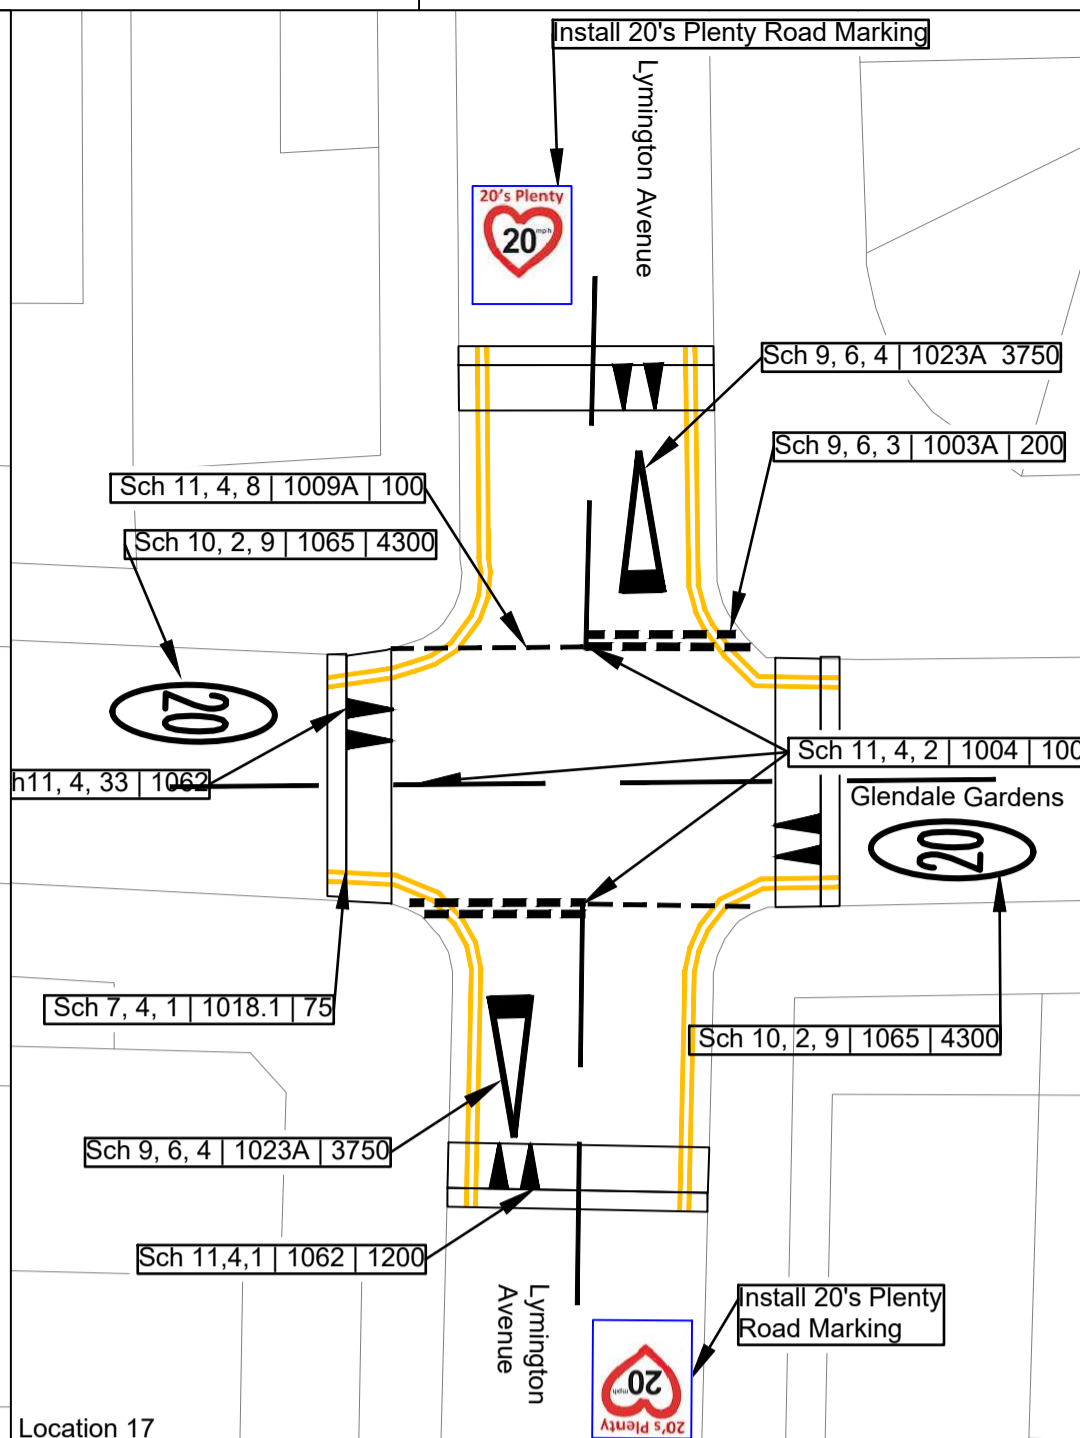 Install 20's Plenty Road Marking
Lymington Avenue
20's Plenty
20 mph
Sch 9, 6, 4 | 1023A 3750
Sch 9, 6, 3 | 1003A | 200
Sch 11, 4, 8 | 1009A | 100
Sch 10, 2, 9 | 1065 | 4300
20
Sch 11, 4, 2 | 1004 | 100
h11, 4, 33 | 1062
Glendale Gardens
20
Sch 7, 4, 1 | 1018.1 | 75
Sch 10, 2, 9 | 1065 | 4300
Sch 9, 6, 4 | 1023A | 3750
Sch 11,4,1 | 1062 | 1200
Lymington
Avenue
Install 20's Plenty
Road Marking
20 mph
20's Plenty
Location 17